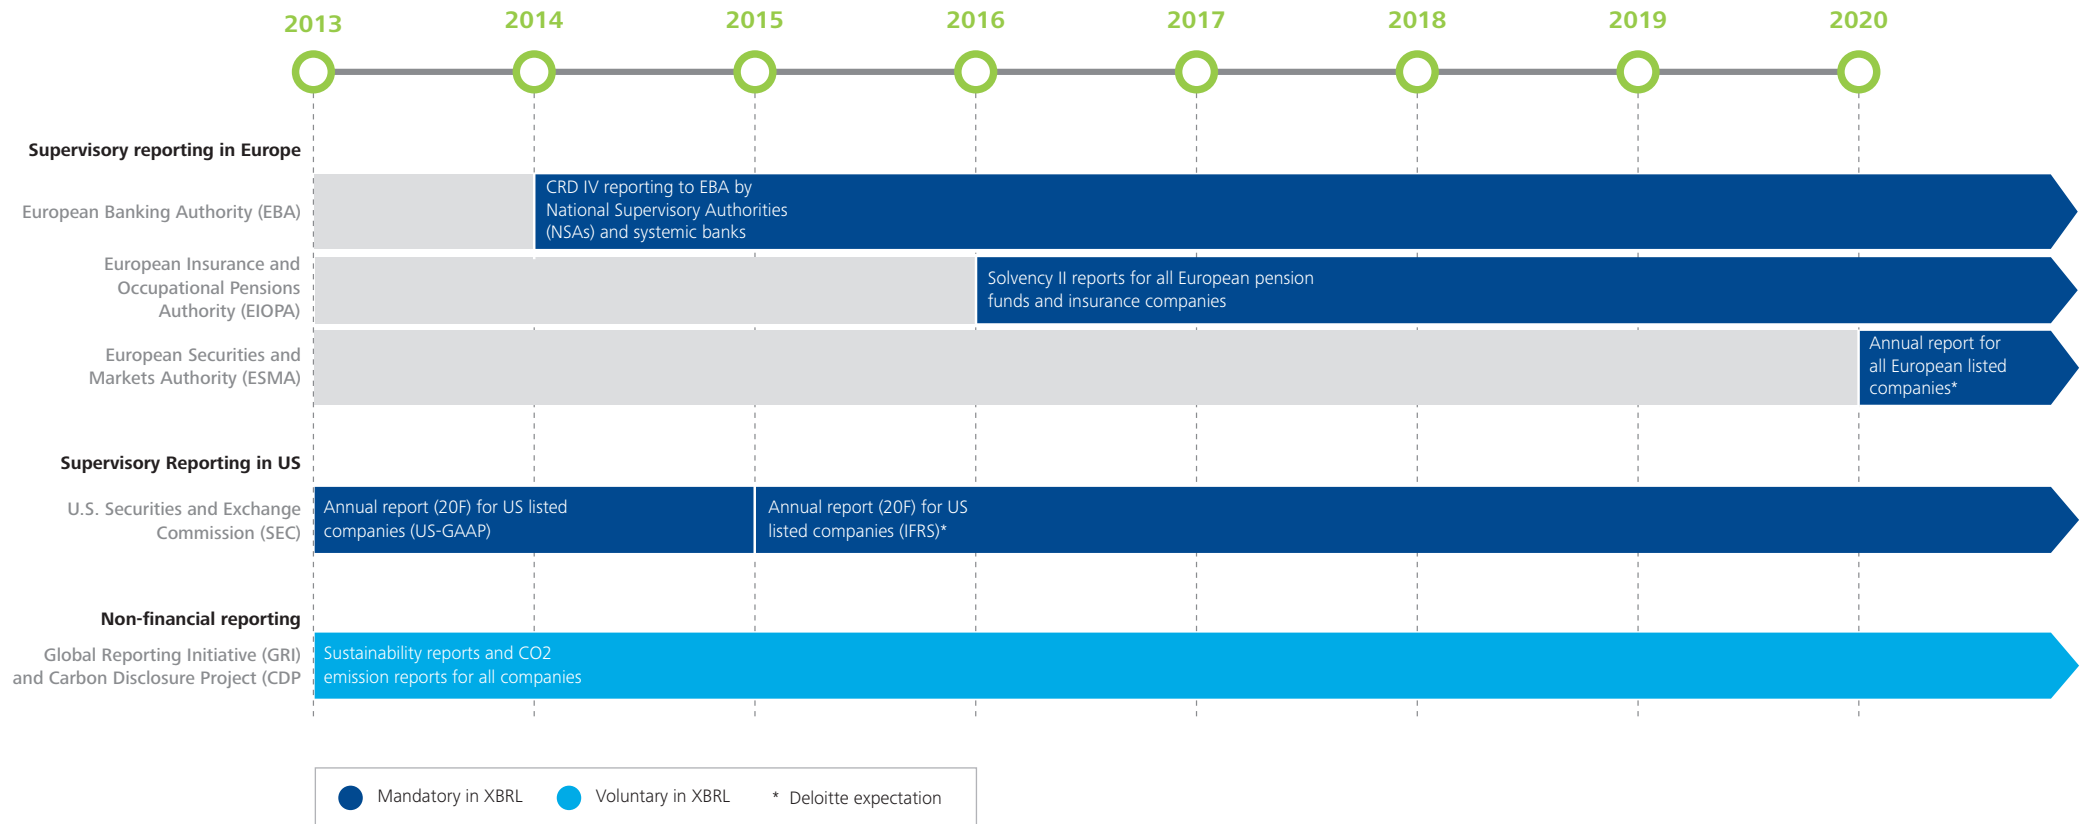 2013 2014 2015 2016 2017 2018 2019 2020
Supervisory reporting in Europe
European Banking Authority (EBA)
CRD IV reporting to EBA by
National Supervisory Authorities
(NSAs) and systemic banks
European Insurance and
Occupational Pensions
Authority (EIOPA)
Solvency II reports for all European pension
funds and insurance companies
European Securities and
Markets Authority (ESMA)
Annual report for
all European listed
companies*
Supervisory Reporting in US
U.S. Securities and Exchange
Commission (SEC)
Annual report (20F) for US listed
companies (US-GAAP)
Annual report (20F) for US
listed companies (IFRS)*
Non-financial reporting
Global Reporting Initiative (GRI)
and Carbon Disclosure Project (CDP
Sustainability reports and CO2
emission reports for all companies
Mandatory in XBRL Voluntary in XBRL * Deloitte expectation